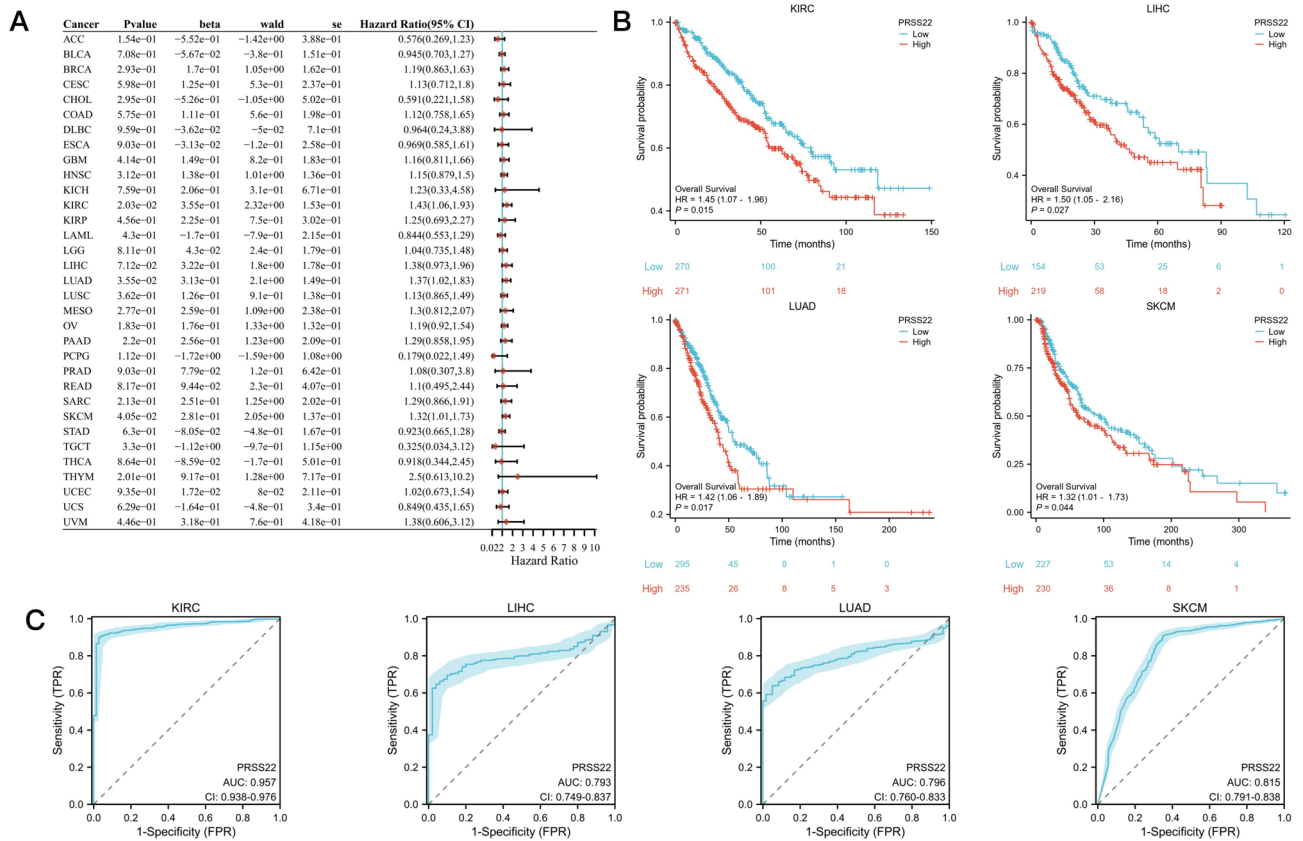 A
Cancer Pvalue beta wald se Hazard Ratio(95% CI)
ACC 1.54e−01 −5.52e−01 −1.42e+00 3.88e−01 0.576(0.269,1.23)
BLCA 7.08e−01 −5.67e−02 −3.8e−01 1.51e−01 0.945(0.703,1.27)
BRCA 2.93e−01 1.7e−01 1.05e+00 1.62e−01 1.19(0.863,1.63)
CESC 5.98e−01 1.25e−01 5.3e−01 2.37e−01 1.13(0.712,1.8)
CHOL 2.95e−01 −5.26e−01 −1.05e+00 5.02e−01 0.591(0.221,1.58)
COAD 5.75e−01 1.11e−01 5.6e−01 1.98e−01 1.12(0.758,1.65)
DLBC 9.59e−01 −3.62e−02 −5e−02 7.1e−01 0.964(0.24,3.88)
ESCA 9.03e−01 −3.13e−02 −1.2e−01 2.58e−01 0.969(0.585,1.61)
GBM 4.14e−01 1.49e−01 8.2e−01 1.83e−01 1.16(0.811,1.66)
HNSC 3.12e−01 1.38e−01 1.01e+00 1.36e−01 1.15(0.879,1.5)
KICH 7.59e−01 2.06e−01 3.1e−01 6.71e−01 1.23(0.33,4.58)
KIRC 2.03e−02 3.55e−01 2.32e+00 1.53e−01 1.43(1.06,1.93)
KIRP 4.56e−01 2.25e−01 7.5e−01 3.02e−01 1.25(0.693,2.27)
LAML 4.3e−01 −1.7e−01 −7.9e−01 2.15e−01 0.844(0.553,1.29)
LGG 8.11e−01 4.3e−02 2.4e−01 1.79e−01 1.04(0.735,1.48)
LIHC 7.12e−02 3.22e−01 1.8e+00 1.78e−01 1.38(0.973,1.96)
LUAD 3.55e−02 3.13e−01 2.1e+00 1.49e−01 1.37(1.02,1.83)
LUSC 3.62e−01 1.26e−01 9.1e−01 1.38e−01 1.13(0.865,1.49)
MESO 2.77e−01 2.59e−01 1.09e+00 2.38e−01 1.3(0.812,2.07)
OV 1.83e−01 1.76e−01 1.33e+00 1.32e−01 1.19(0.92,1.54)
PAAD 2.2e−01 2.56e−01 1.23e+00 2.09e−01 1.29(0.858,1.95)
PCPG 1.12e−01 −1.72e+00 −1.59e+00 1.08e+00 0.179(0.022,1.49)
PRAD 9.03e−01 7.79e−02 1.2e−01 6.42e−01 1.08(0.307,3.8)
READ 8.17e−01 9.44e−02 2.3e−01 4.07e−01 1.1(0.495,2.44)
SARC 2.13e−01 2.51e−01 1.25e+00 2.02e−01 1.29(0.866,1.91)
SKCM 4.05e−02 2.81e−01 2.05e+00 1.37e−01 1.32(1.01,1.73)
STAD 6.3e−01 −8.05e−02 −4.8e−01 1.67e−01 0.923(0.665,1.28)
TGCT 3.3e−01 −1.12e+00 −9.7e−01 1.15e+00 0.325(0.034,3.12)
THCA 8.64e−01 −8.59e−02 −1.7e−01 5.01e−01 0.918(0.344,2.45)
THYM 2.01e−01 9.17e−01 1.28e+00 7.17e−01 2.5(0.613,10.2)
UCEC 9.35e−01 1.72e−02 8e−02 2.11e−01 1.02(0.673,1.54)
UCS 6.29e−01 −1.64e−01 −4.8e−01 3.4e−01 0.849(0.435,1.65)
UVM 4.46e−01 3.18e−01 7.6e−01 4.18e−01 1.38(0.606,3.12)
0.022 1 2 3 4 5 6 7 8 9 10
Hazard Ratio
B
KIRC
PRSS22
Low
High
Survival probability
1.0
0.8
0.6
0.4
Overall Survival
HR = 1.45 (1.07 - 1.96)
P = 0.015
0 50 100 150
Time (months)
Low 270 100 21
High 271 101 18
LIHC
PRSS22
Low
High
Survival probability
1.0
0.8
0.6
0.4
Overall Survival
HR = 1.50 (1.05 - 2.16)
P = 0.027
0 30 60 90 120
Time (months)
Low 154 53 25 6 1
High 219 58 18 2 0
LUAD
PRSS22
Low
High
Survival probability
1.0
0.8
0.6
0.4
0.2
Overall Survival
HR = 1.42 (1.06 - 1.89)
P = 0.017
0 50 100 150 200
Time (months)
Low 295 45 8 1 0
High 235 26 8 5 3
SKCM
PRSS22
Low
High
Survival probability
1.00
0.75
0.50
0.25
0.00
Overall Survival
HR = 1.32 (1.01 - 1.73)
P = 0.044
0 100 200 300
Time (months)
Low 227 53 14 4
High 230 36 8 1
C
KIRC
Sensitivity (TPR)
1.0
0.8
0.6
0.4
0.2
0.0
PRSS22
AUC: 0.957
CI: 0.938-0.976
0.0 0.2 0.4 0.6 0.8 1.0
1-Specificity (FPR)
LIHC
Sensitivity (TPR)
1.0
0.8
0.6
0.4
0.2
0.0
PRSS22
AUC: 0.793
CI: 0.749-0.837
0.0 0.2 0.4 0.6 0.8 1.0
1-Specificity (FPR)
LUAD
Sensitivity (TPR)
1.0
0.8
0.6
0.4
0.2
0.0
PRSS22
AUC: 0.796
CI: 0.760-0.833
0.0 0.2 0.4 0.6 0.8 1.0
1-Specificity (FPR)
SKCM
Sensitivity (TPR)
1.0
0.8
0.6
0.4
0.2
0.0
PRSS22
AUC: 0.815
CI: 0.791-0.838
0.0 0.2 0.4 0.6 0.8 1.0
1-Specificity (FPR)